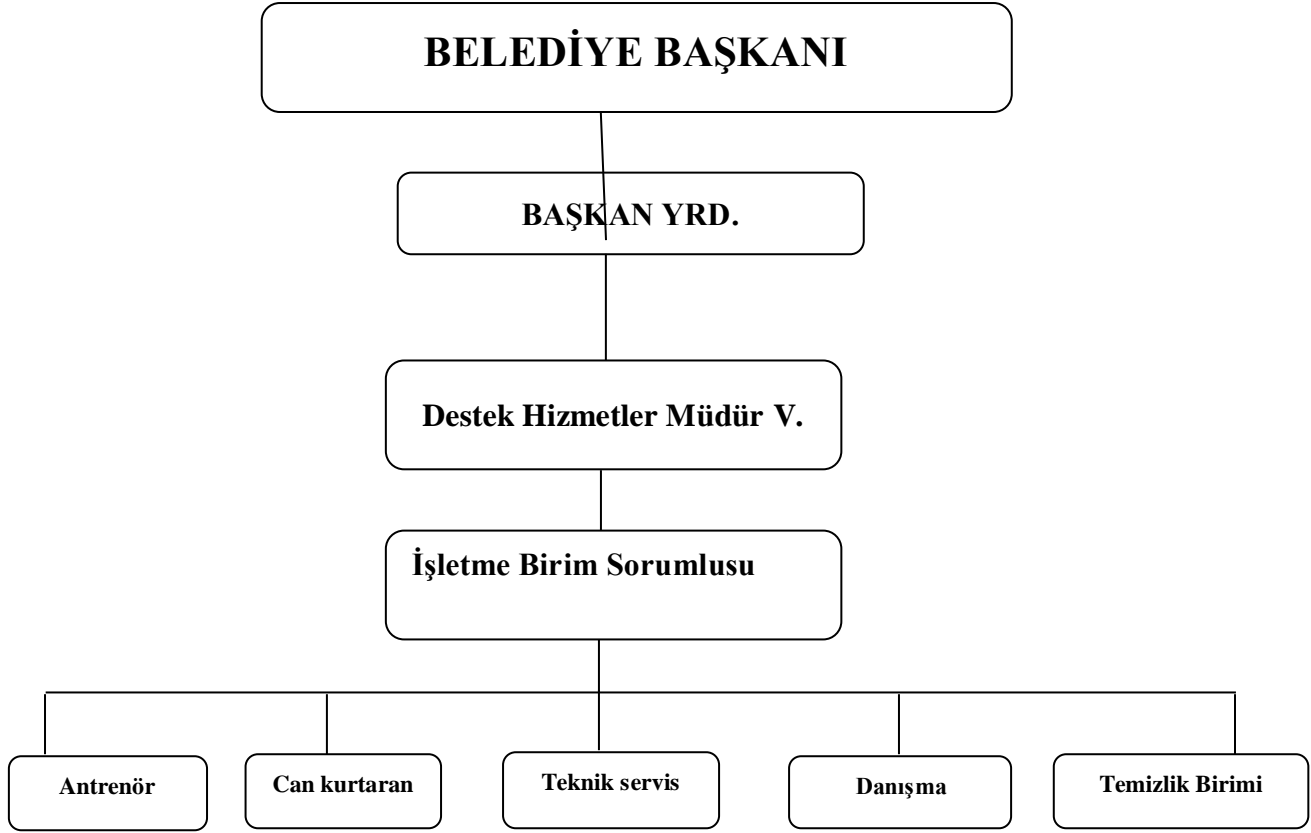 BELEDİYE BAŞKANI
BAŞKAN YRD.
Destek Hizmetler Müdür V.
İşletme Birim Sorumlusu
Antrenör
Can kurtaran
Teknik servis
Danışma
Temizlik Birimi